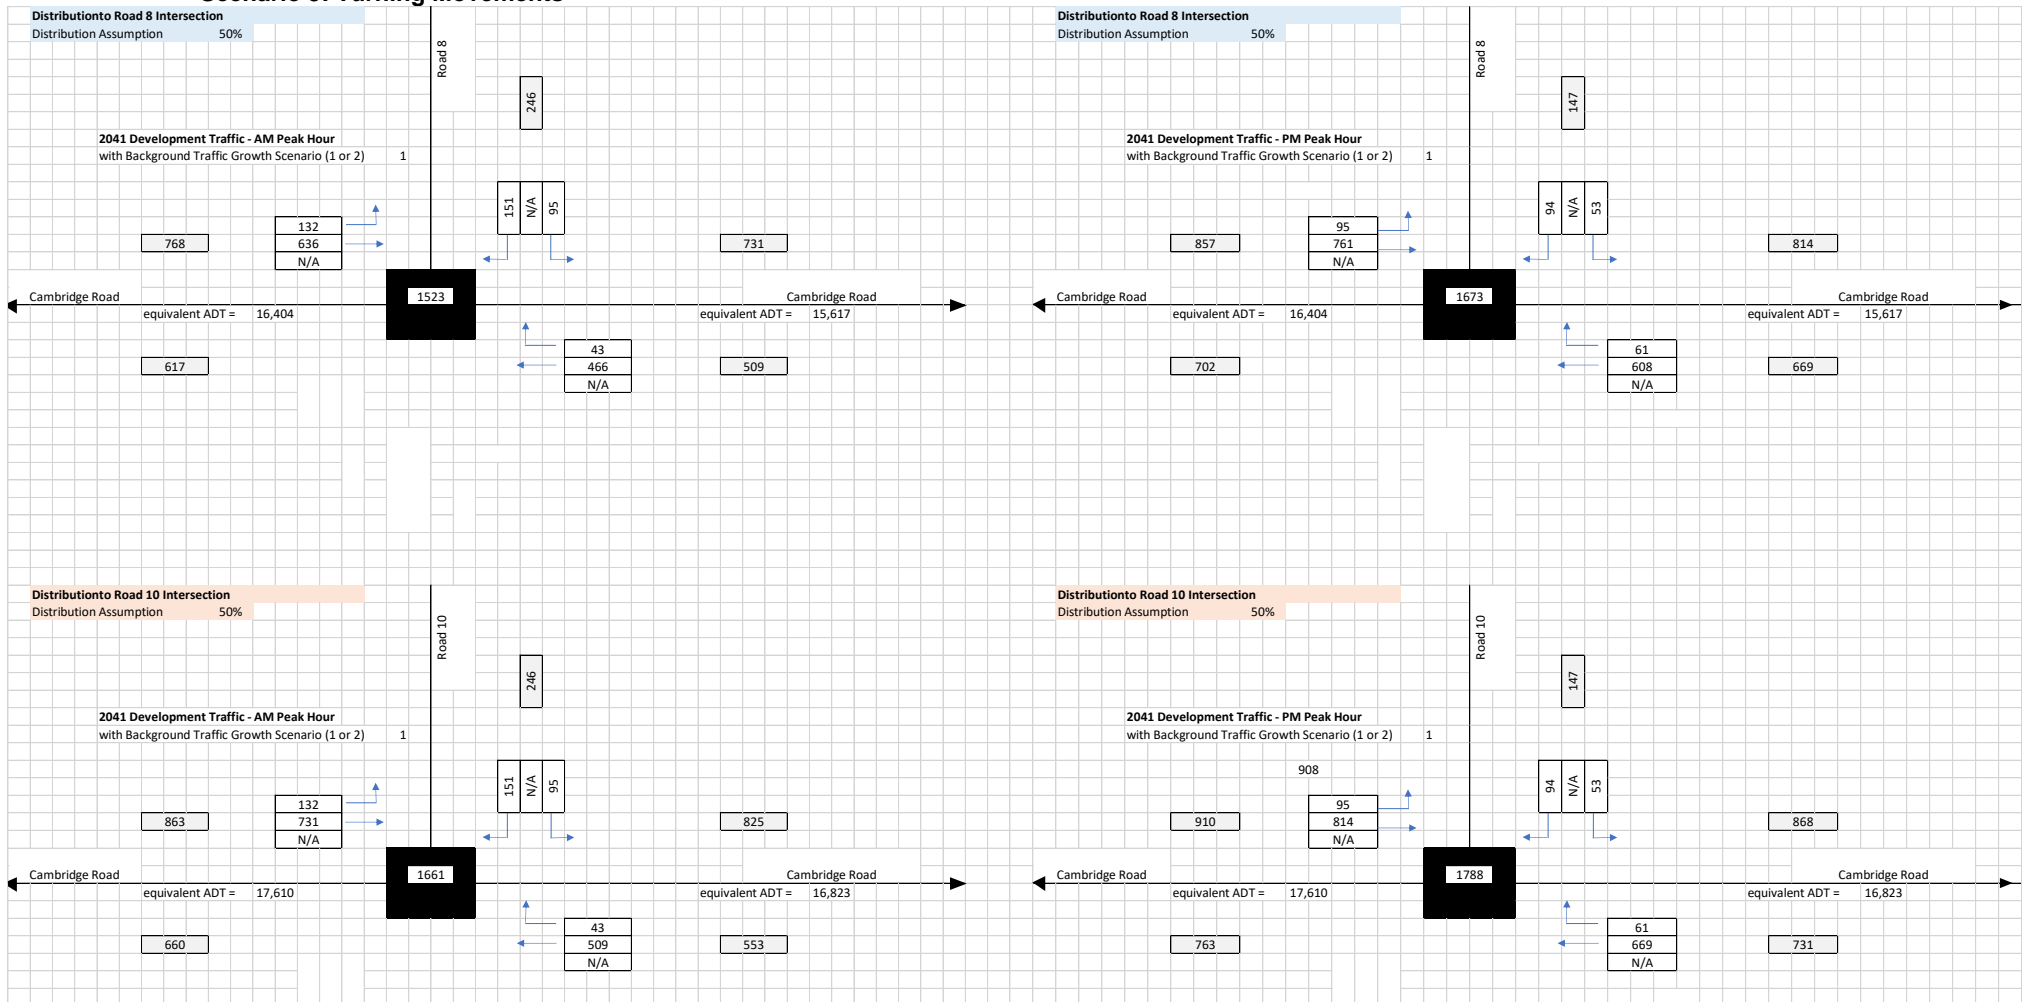 Scenario 3: Turning Movements
Distributionto Road 8 Intersection
Distribution Assumption 50%
Road 8
246
2041 Development Traffic - AM Peak Hour
with Background Traffic Growth Scenario (1 or 2) 1
151 N/A 95
132
768 636 731
N/A
Cambridge Road 1523 Cambridge Road
equivalent ADT = 16,404 equivalent ADT = 15,617
43
617 466 509
N/A
Distributionto Road 8 Intersection
Distribution Assumption 50%
Road 8
147
2041 Development Traffic - PM Peak Hour
with Background Traffic Growth Scenario (1 or 2) 1
94 N/A 53
95
857 761 814
N/A
Cambridge Road 1673 Cambridge Road
equivalent ADT = 16,404 equivalent ADT = 15,617
61
702 608 669
N/A
Distributionto Road 10 Intersection
Distribution Assumption 50%
Road 10
246
2041 Development Traffic - AM Peak Hour
with Background Traffic Growth Scenario (1 or 2) 1
151 N/A 95
132
863 731 825
N/A
Cambridge Road 1661 Cambridge Road
equivalent ADT = 17,610 equivalent ADT = 16,823
43
660 509 553
N/A
Distributionto Road 10 Intersection
Distribution Assumption 50%
Road 10
147
2041 Development Traffic - PM Peak Hour
with Background Traffic Growth Scenario (1 or 2) 1
908
94 N/A 53
95
910 814 868
N/A
Cambridge Road 1788 Cambridge Road
equivalent ADT = 17,610 equivalent ADT = 16,823
61
763 669 731
N/A